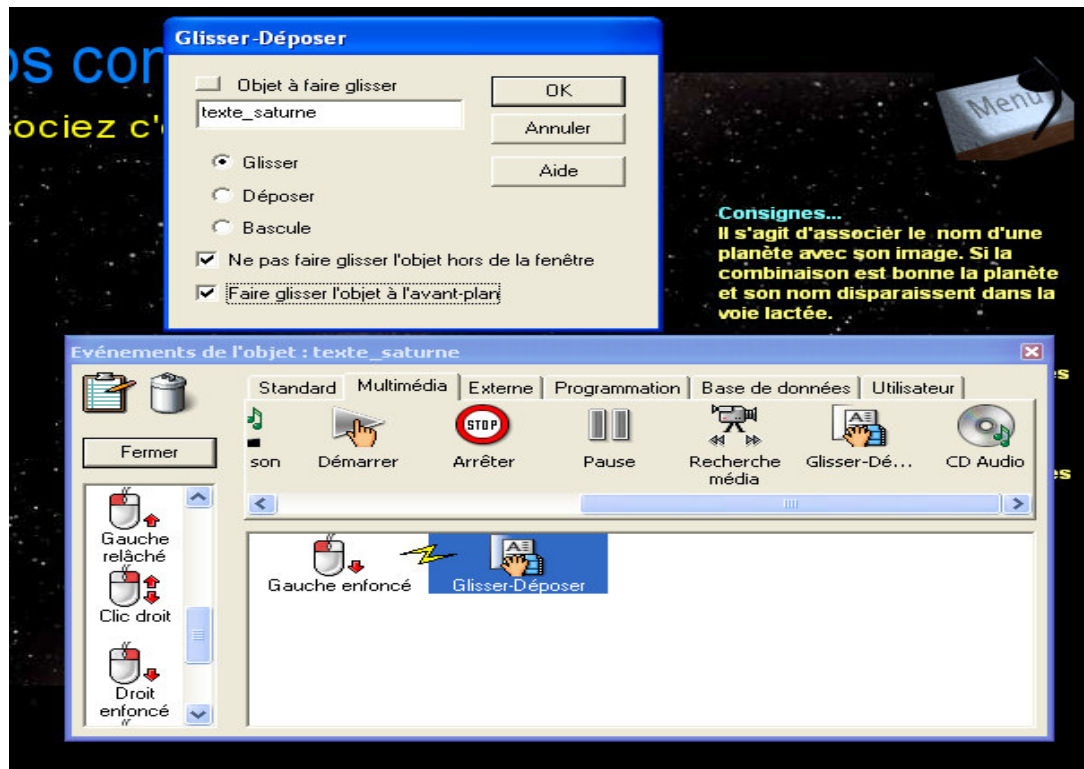 os con
Glisser-Déposer
sociez c'
Objet à faire glisser
texte_saturne
OK
Annuler
Aide
Glisser
Déposer
Bascule
Ne pas faire glisser l'objet hors de la fenêtre
Faire glisser l'objet à l'avant-plan
Menu
Consignes...
Il s'agit d'associer le nom d'une
planète avec son image. Si la
combinaison est bonne la planète
et son nom disparaissent dans la
voie lactée.
Evénements de l'objet : texte_saturne
Standard Multimédia Externe Programmation Base de données Utilisateur
STOP
Fermer
son Démarrer Arrêter Pause Recherche média Glisser-Dé... CD Audio
Gauche relâché
Clic droit
Droit enfoncé
Gauche enfoncé Glisser-Déposer